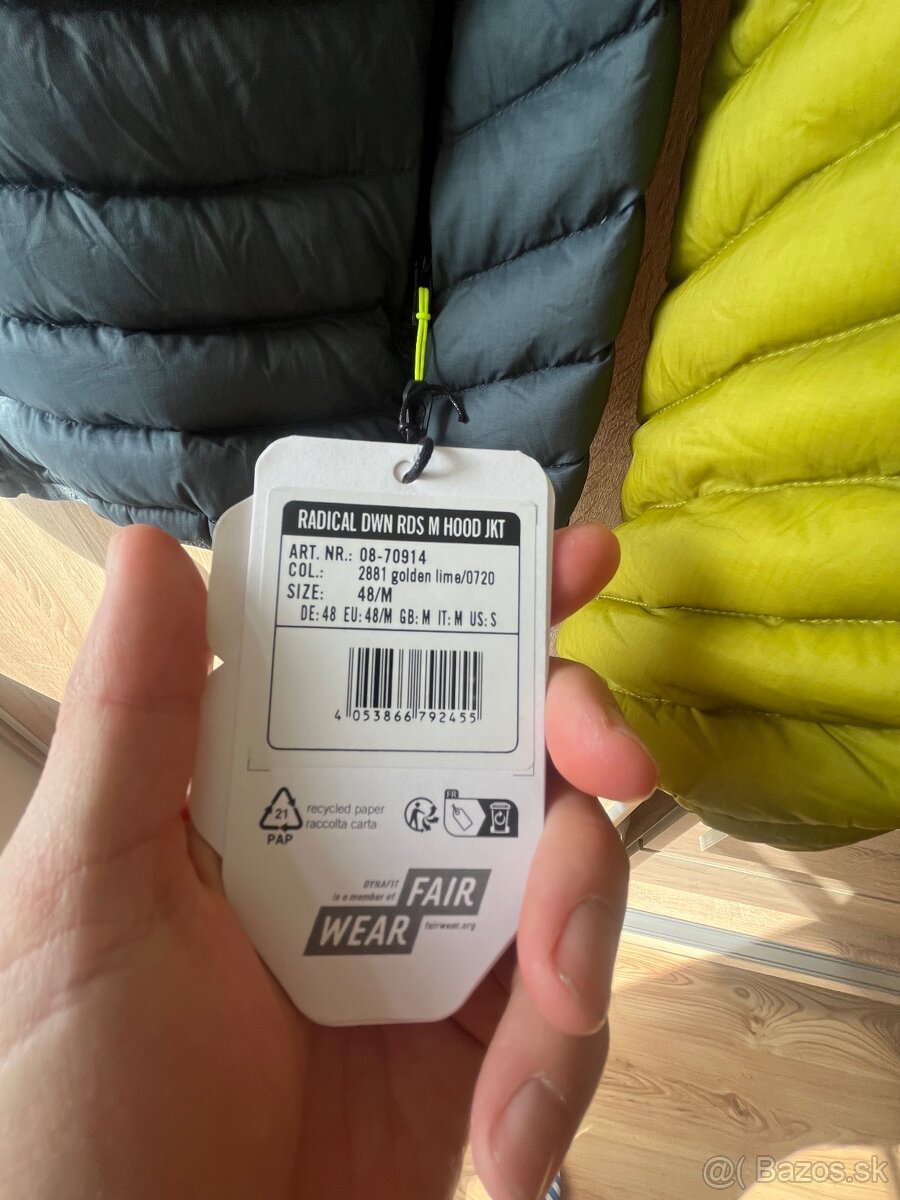 RADICAL DWN RDS M HOOD JKT
ART. NR.: 08-70914
COL.: 2881 golden lime/0720
SIZE: 48/M
DE: 48 EU: 48/M GB: M IT: M US: S
4 053866 792455
21
PAP
recycled paper
raccolta carta
FR
DYNAFIT
is a member of
FAIR
WEAR
fairwear.org
@( Bazos.sk